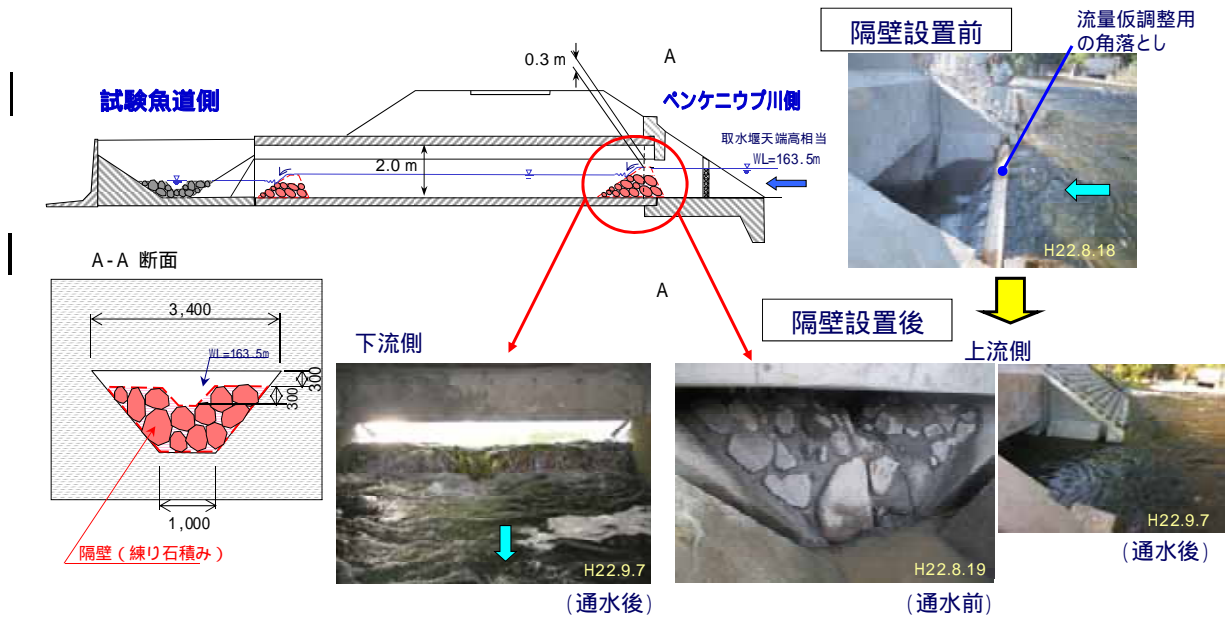 隔壁設置前
流量仮調整用
の角落とし
0.3 m
A
試験魚道側
ペンケニウプ川側
取水堰天端高相当
WL=163.5m
2.0 m
H22.8.18
A-A 断面
3,400
WL=163.5m
300
300
1,000
隔壁(練り石積み)
A
隔壁設置後
下流側
上流側
H22.9.7
(通水後)
H22.8.19
(通水前)
H22.9.7
(通水後)